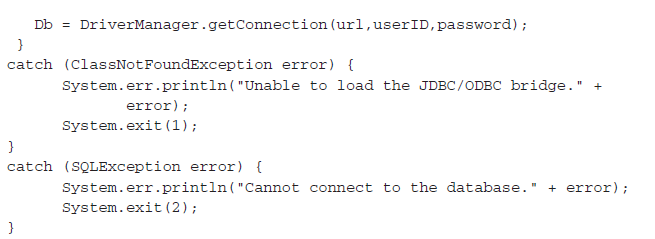 Db = DriverManager.getConnection(url,userID,password);
}
catch (ClassNotFoundException error) {
System.err.println("Unable to load the JDBC/ODBC bridge." +
error);
System.exit(1);
}
catch (SQLException error) {
System.err.println("Cannot connect to the database." + error);
System.exit(2);
}